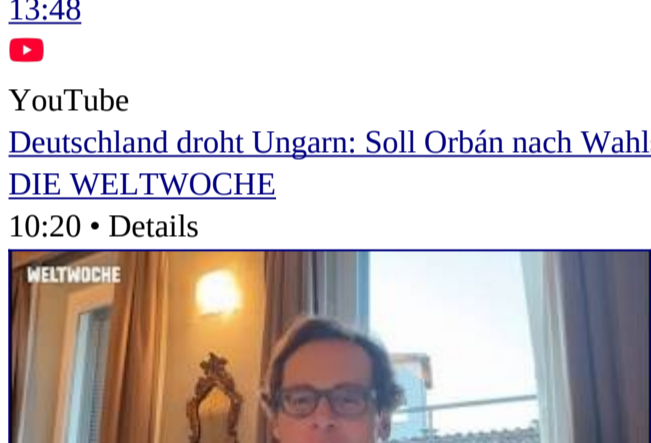 13:48
YouTube
Deutschland droht Ungarn: Soll Orbán nach Wahl
DIE WELTWOCHE
10:20 • Details
WELTWOCHE